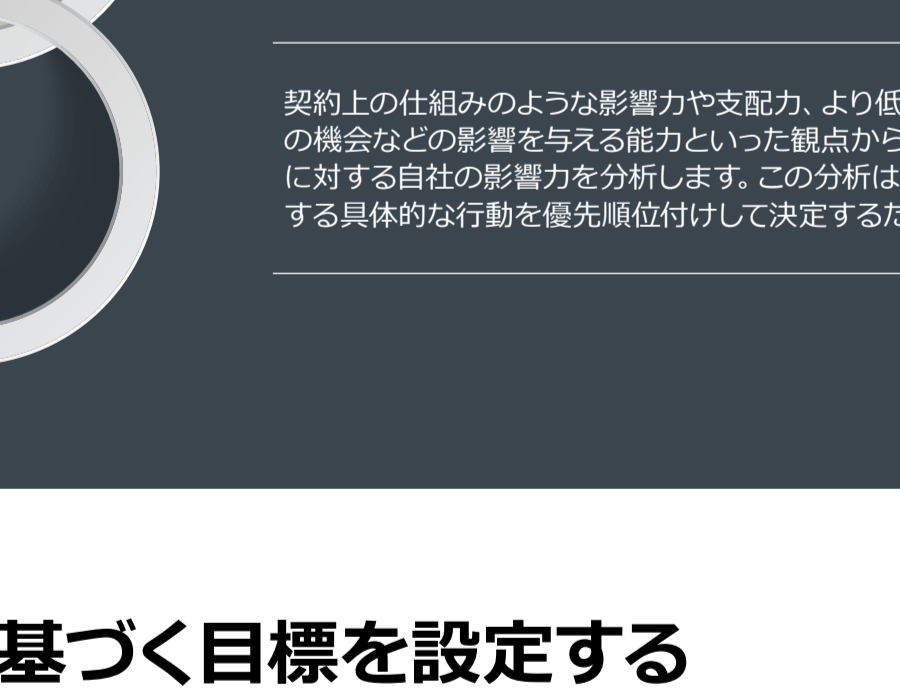 契約上の仕組みのような影響力や支配力、より低
の機会などの影響を与える能力といった観点から
に対する自社の影響力を分析します。この分析は
する具体的な行動を優先順位付けして決定するた
基づく目標を設定する